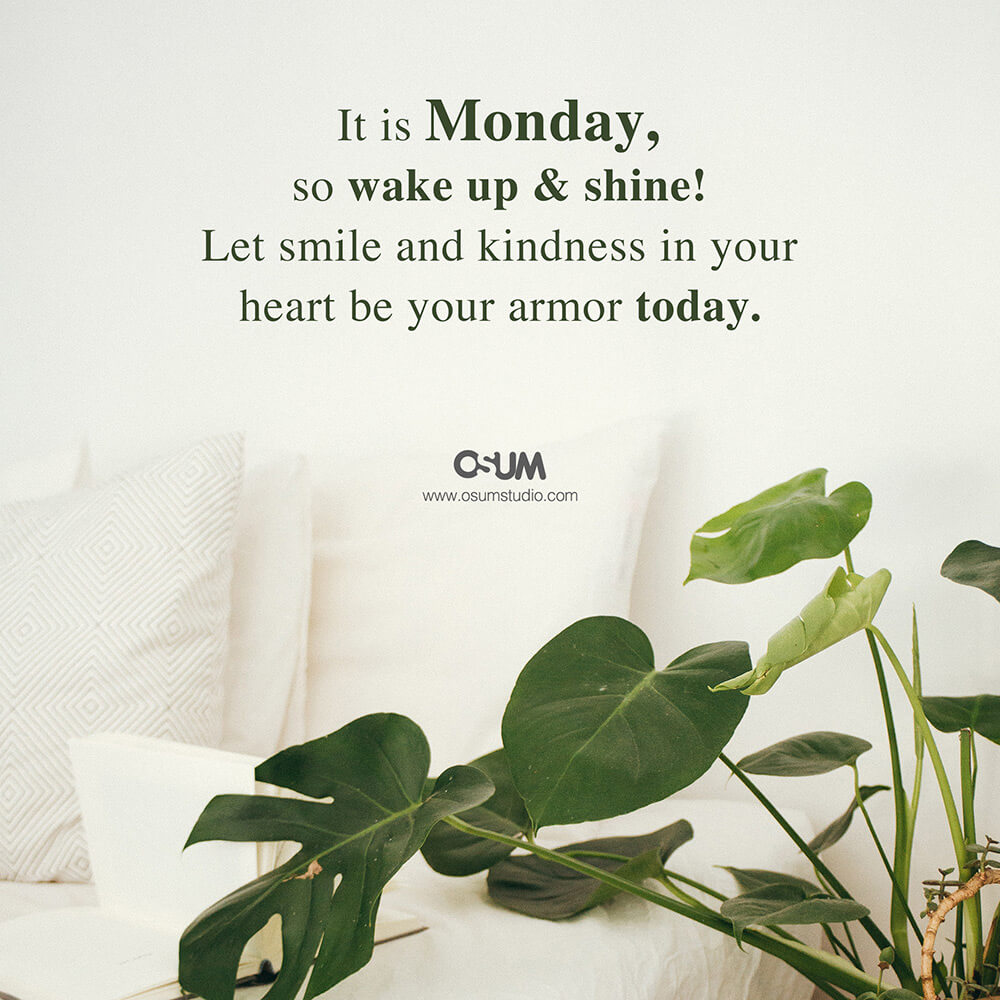 It is Monday,
so wake up & shine!
Let smile and kindness in your
heart be your armor today.
OSUM
www.osumstudio.com